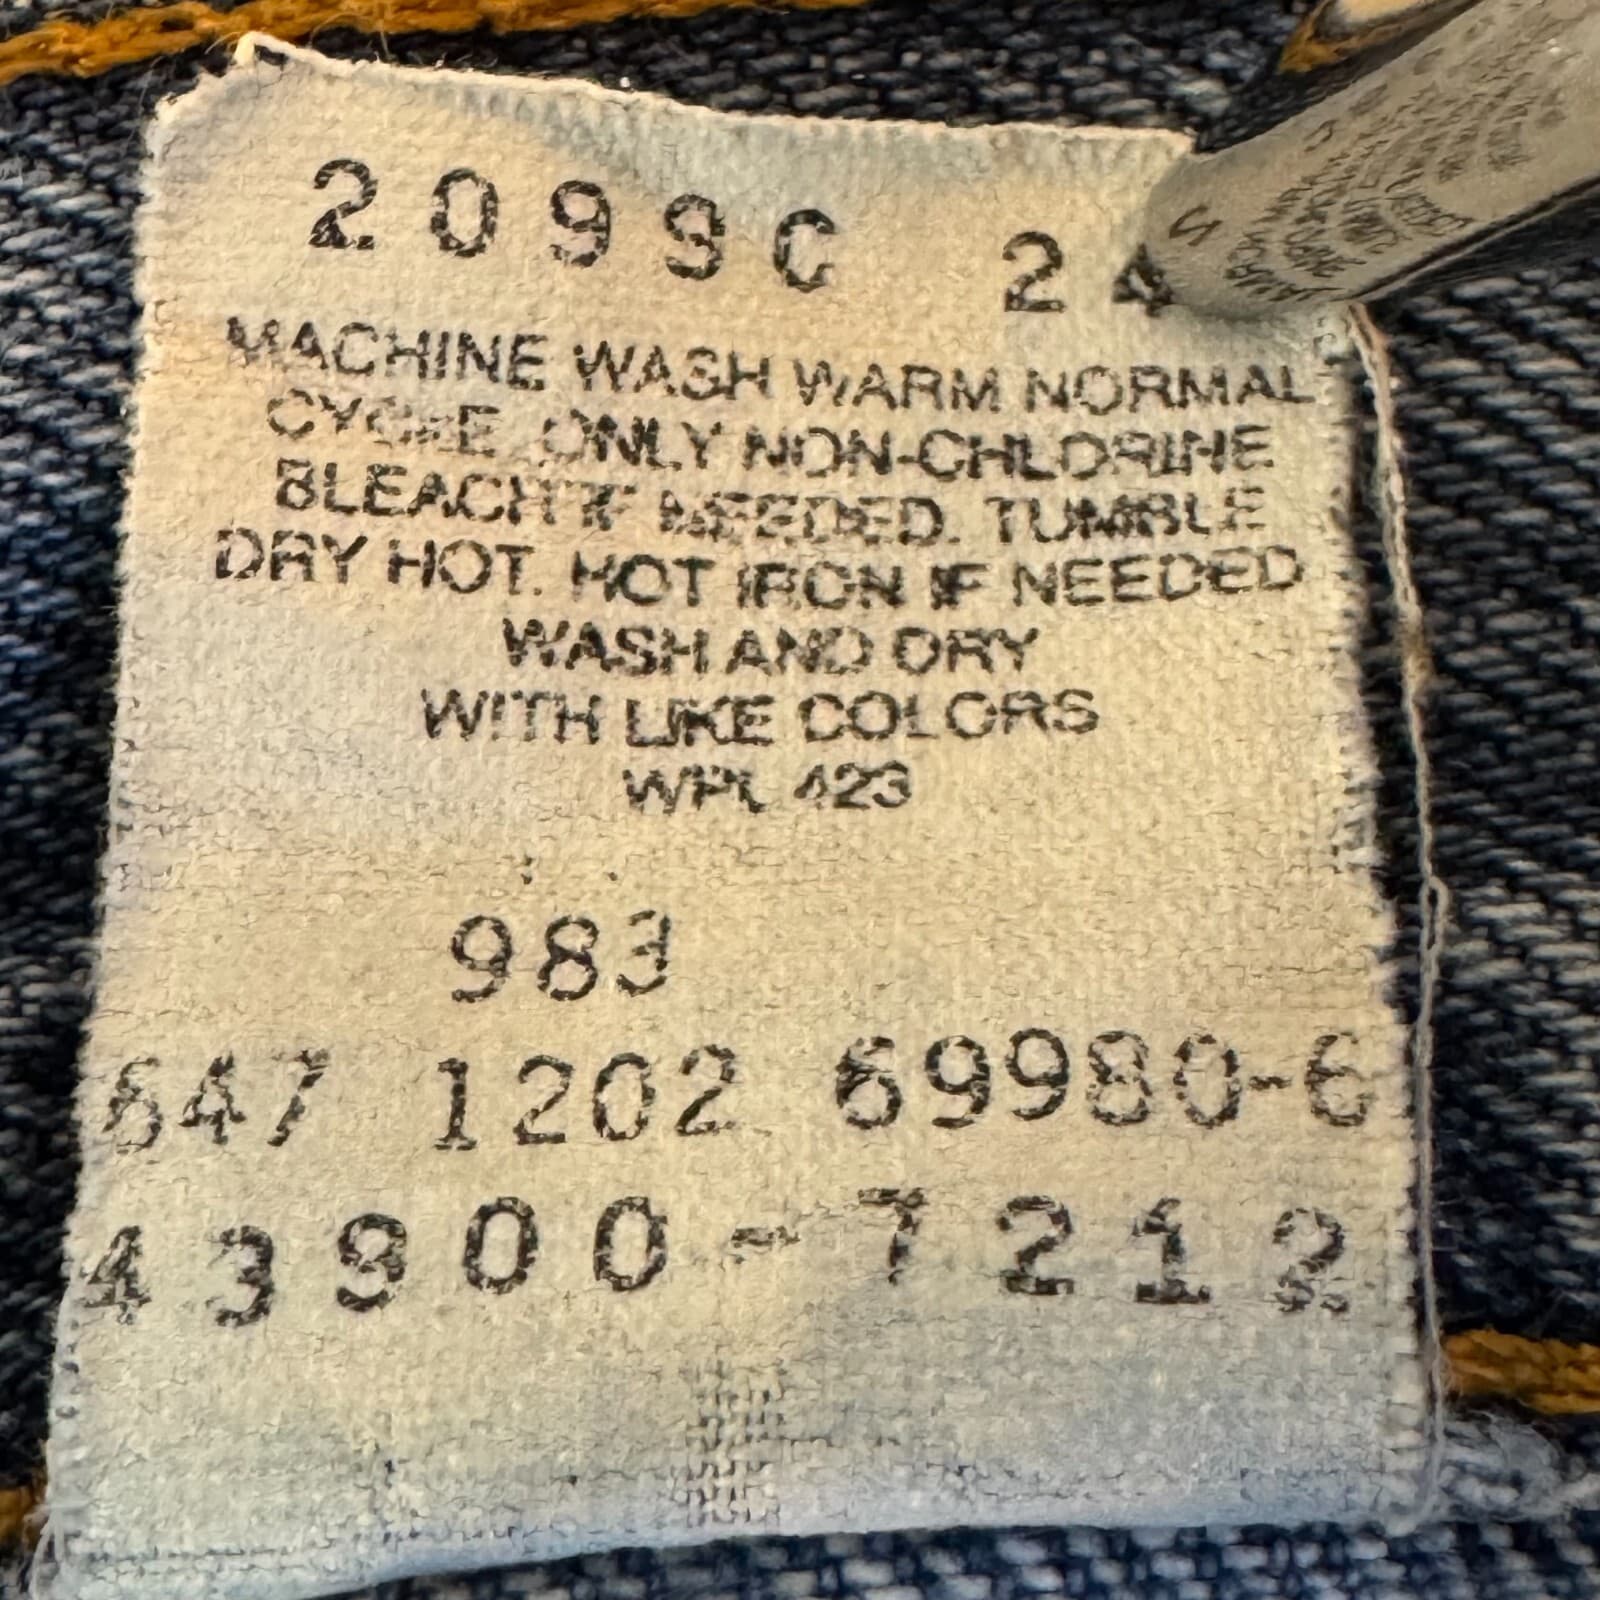 2099C 24
MACHINE WASH WARM NORMAL
CYCLE. ONLY NON-CHLORINE
BLEACH IF NEEDED. TUMBLE
DRY HOT. HOT IRON IF NEEDED
WASH AND DRY
WITH LIKE COLORS
WPL 423
983
647 1202 69980-6
43900-7212